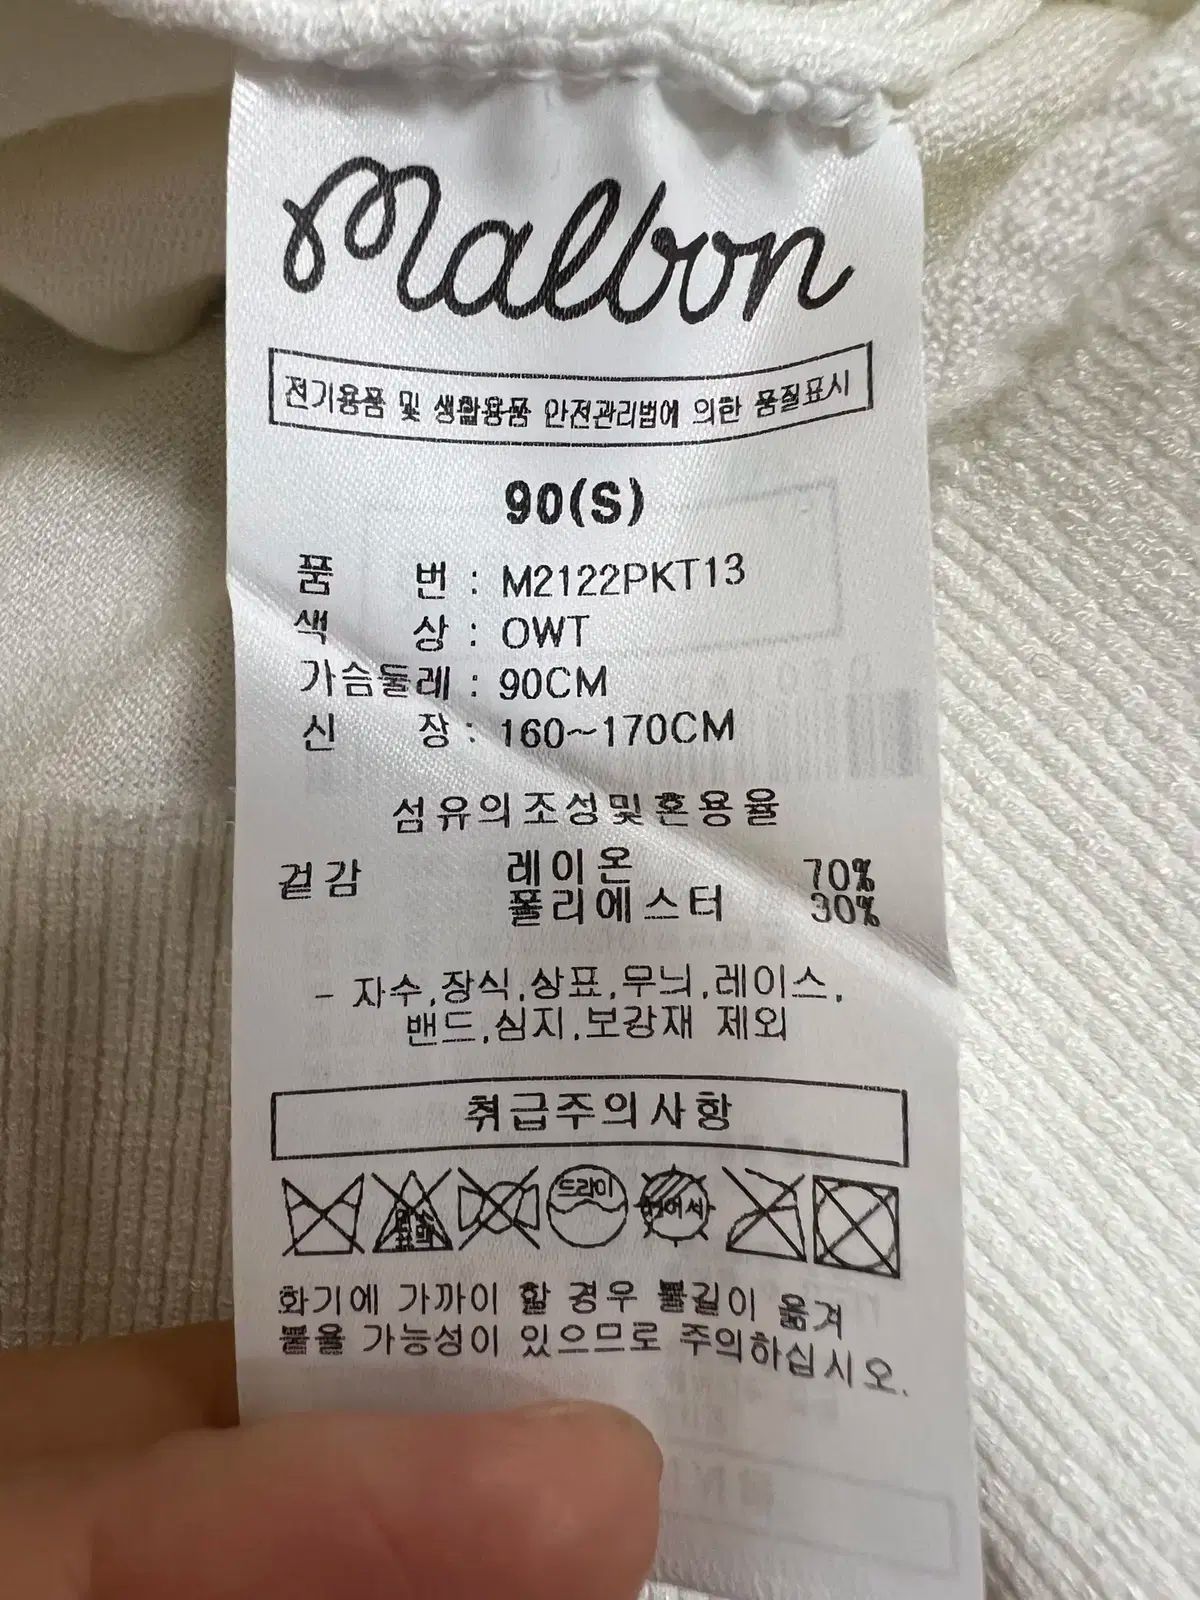 malbon
전기용품 및 생활용품 안전관리법에 의한 품질표시
90(S)
품 번 : M2122PKT13
색 상 : OWT
가슴둘레 : 90CM
신 장 : 160~170CM
섬유의조성및혼용율
겉감 레이온 70%
폴리에스터 30%
- 자수,장식,상표,무늬,레이스,
밴드,심지,보강재 제외
취급주의사항
드라이
화기에 가까이 할 경우 불길이 옮겨
붙을 가능성이 있으므로 주의하십시오.